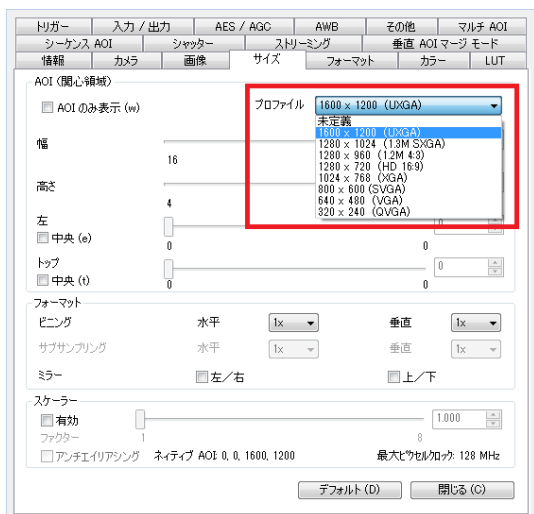 トリガー 入力 / 出力 AES / AGC AWB その他 マルチ AOI
シーケンス AOI シャッター ストリーミング 垂直 AOI マージ モード
情報 カメラ 画像 サイズ フォーマット カラー LUT
AOI (関心領域)
AOI のみ表示 (w) プロファイル 1600 x 1200 (UXGA)
未定義
1600 x 1200 (UXGA)
1280 x 1024 (1.3M SXGA)
1280 x 960 (1.2M 4:3)
1280 x 720 (HD 16:9)
1024 x 768 (XGA)
800 x 600 (SVGA)
640 x 480 (VGA)
320 x 240 (QVGA)
幅
16
高さ
4
左
中央 (e)
0 0 0
トップ
中央 (t)
0 0 0
フォーマット
ビニング 水平 1x 垂直 1x
サブサンプリング 水平 1x 垂直 1x
ミラー 左／右 上／下
スケーラー
有効 1.000
ファクター 1 8
アンチエイリアシング ネイティブ AOI: 0, 0, 1600, 1200 最大ピクセルクロック: 128 MHz
デフォルト (D) 閉じる (C)